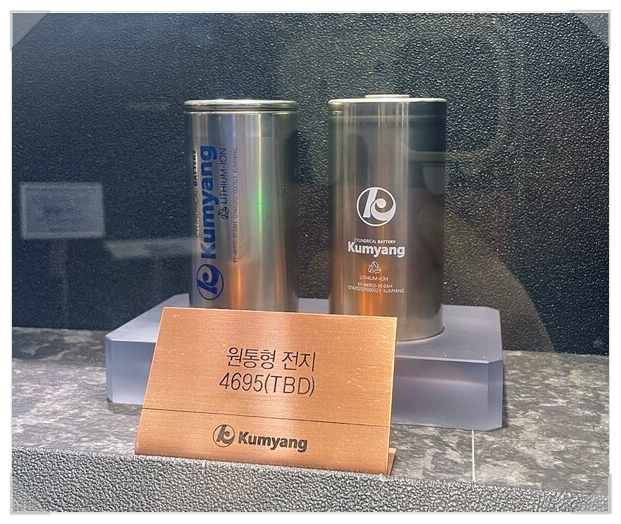 Kumyang
LITHIUM-ION
CYLINDRICAL BATTERY
Kumyang
LITHIUM-ION
원통형 전지
4695(TBD)
Kumyang